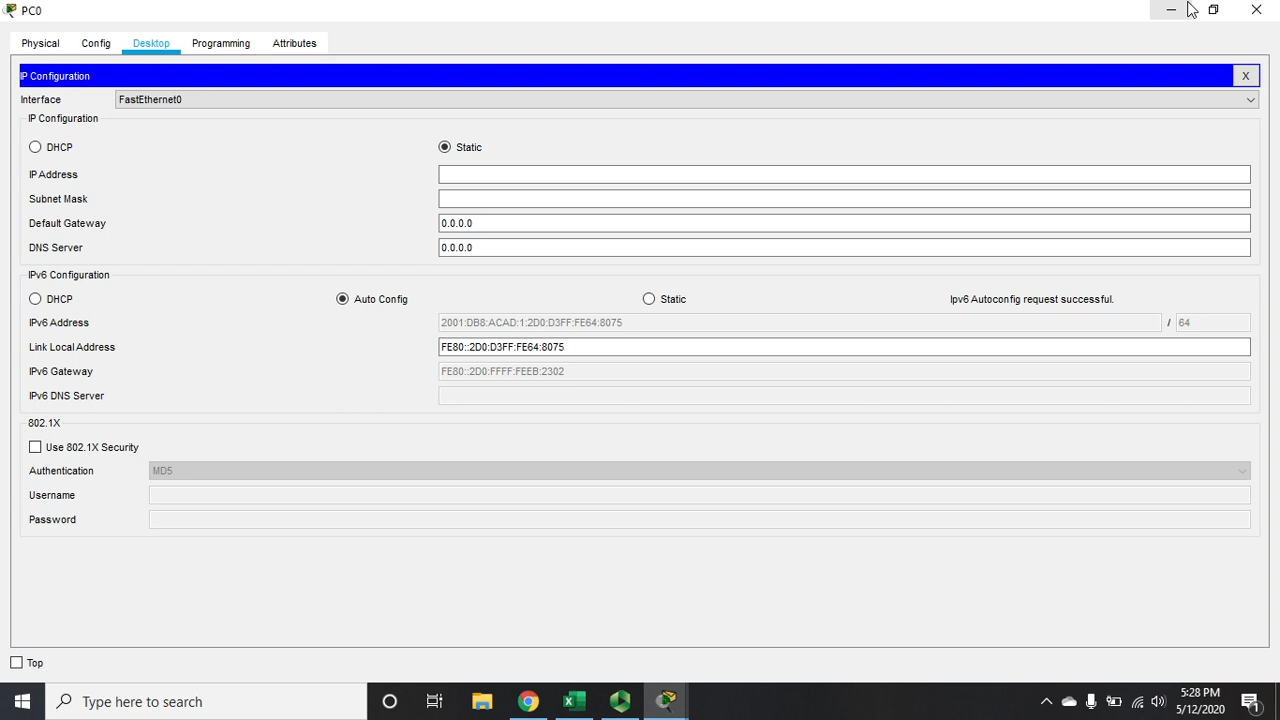 PC0
Physical Config Desktop Programming Attributes
IP Configuration X
Interface FastEthernet0
IP Configuration
DHCP Static
IP Address
Subnet Mask
Default Gateway 0.0.0.0
DNS Server 0.0.0.0
IPv6 Configuration
DHCP Auto Config Static Ipv6 Autoconfig request successful.
IPv6 Address 2001:DB8:ACAD:1:2D0:D3FF:FE64:8075 / 64
Link Local Address FE80::2D0:D3FF:FE64:8075
IPv6 Gateway FE80::2D0:FFFF:FEEB:2302
IPv6 DNS Server
802.1X
Use 802.1X Security
Authentication MD5
Username
Password
Top
Type here to search
5:28 PM
5/12/2020
1